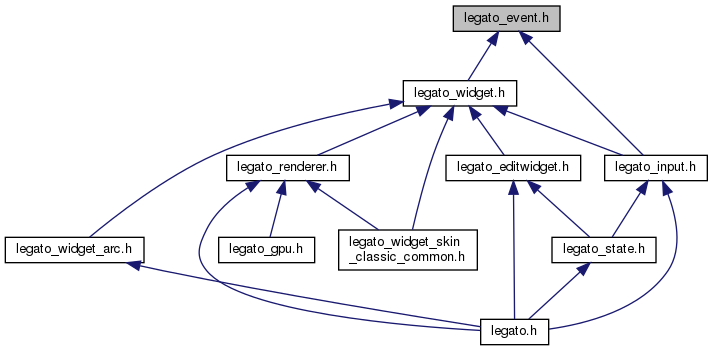 legato_event.h
legato_widget.h
legato_renderer.h
legato_editwidget.h
legato_input.h
legato_widget_arc.h
legato_gpu.h
legato_widget_skin
_classic_common.h
legato_state.h
legato.h